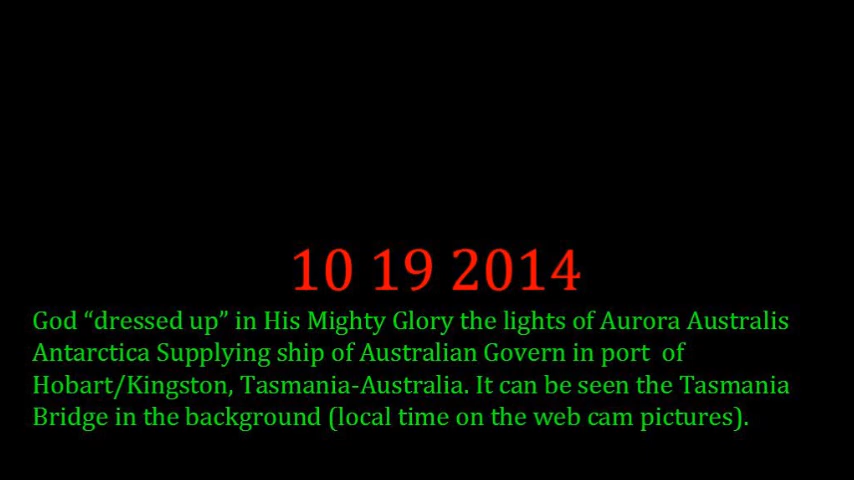 10 19 2014
God “dressed up” in His Mighty Glory the lights of Aurora Australis
Antarctica Supplying ship of Australian Govern in port  of
Hobart/Kingston, Tasmania-Australia. It can be seen the Tasmania
Bridge in the background (local time on the web cam pictures).